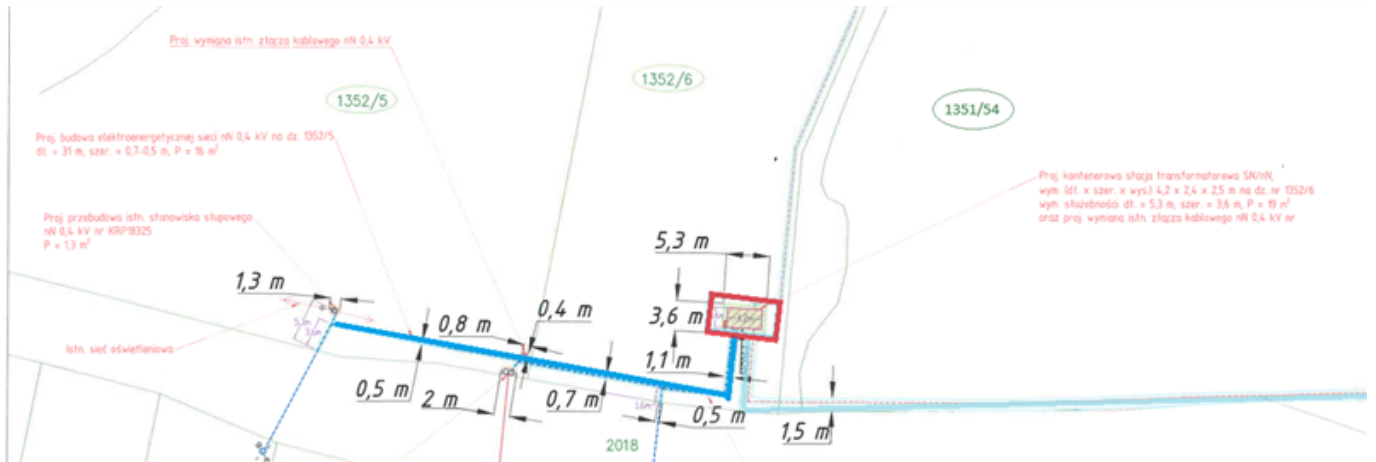 Proj. wymiana istn. złącza kablowego nN 0,4 kV
1352/5
1352/6
1351/54
Proj. budowa elektroenergetycznej sieci nN 0,4 kV na dz. 1352/5
dł. = 31 m, szer. = 0,7-0,5 m, P = 16 m²
Proj. kontenerowa stacja transformatorowa SN/nN,
wym. (dł. x szer. x wys.) 4,2 x 2,4 x 2,5 m na dz. nr 1352/6
wym. służebności dł. = 5,3 m, szer. = 3,6 m, P = 19 m²
oraz proj. wymiana istn. złącza kablowego nN 0,4 kV nr
Proj. przebudowa istn. stanowiska słupowego
nN 0,4 kV nr KRP18325
P = 1,3 m²
5,3 m
1,3 m
0,8 m
0,4 m
3,6 m
Istn. sieć oświetleniowa
1,1 m
0,5 m
2 m
0,7 m
0,5 m
1,5 m
2018